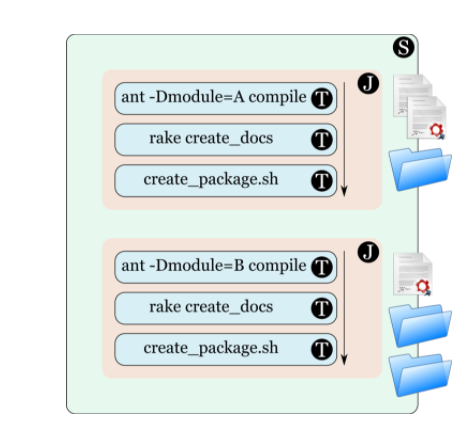 S
J
ant -Dmodule=A compile T
rake create_docs T
create_package.sh T
J
ant -Dmodule=B compile T
rake create_docs T
create_package.sh T